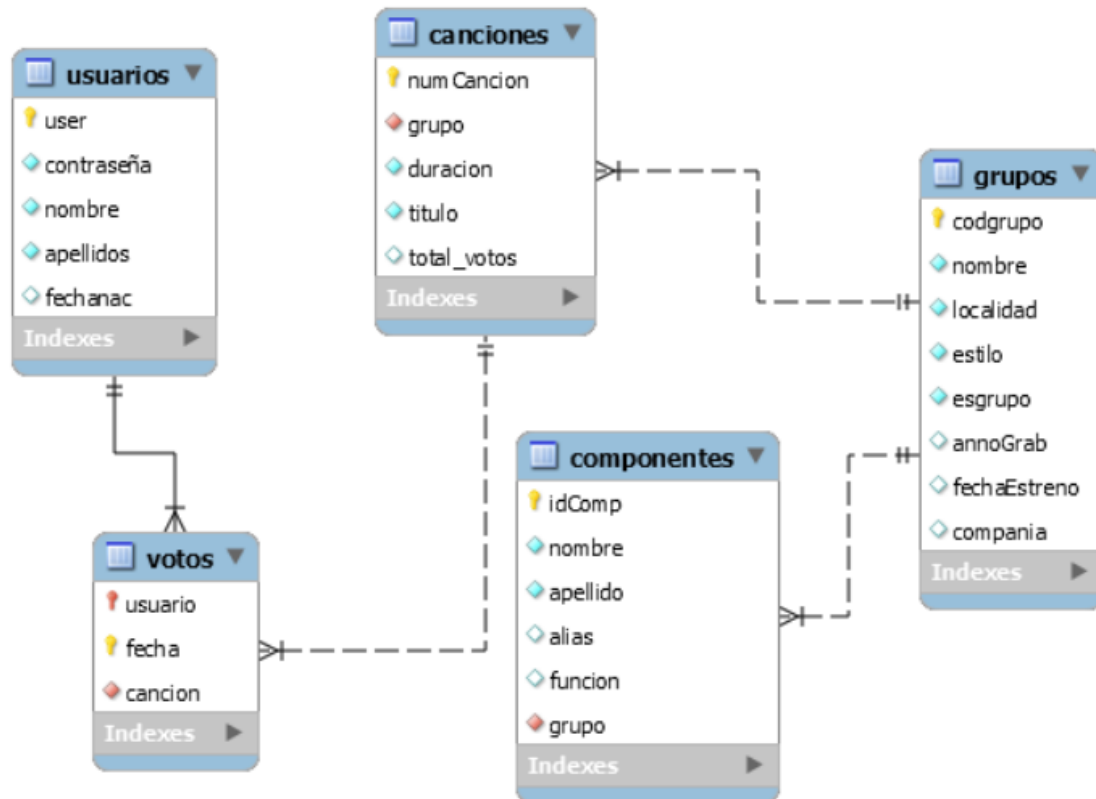 usuarios
user
contraseña
nombre
apellidos
fechanac
Indexes
canciones
numCancion
grupo
duracion
titulo
total_votos
Indexes
grupos
codgrupo
nombre
localidad
estilo
esgrupo
annoGrab
fechaEstreno
compania
Indexes
componentes
idComp
nombre
apellido
alias
funcion
grupo
Indexes
votos
usuario
fecha
cancion
Indexes